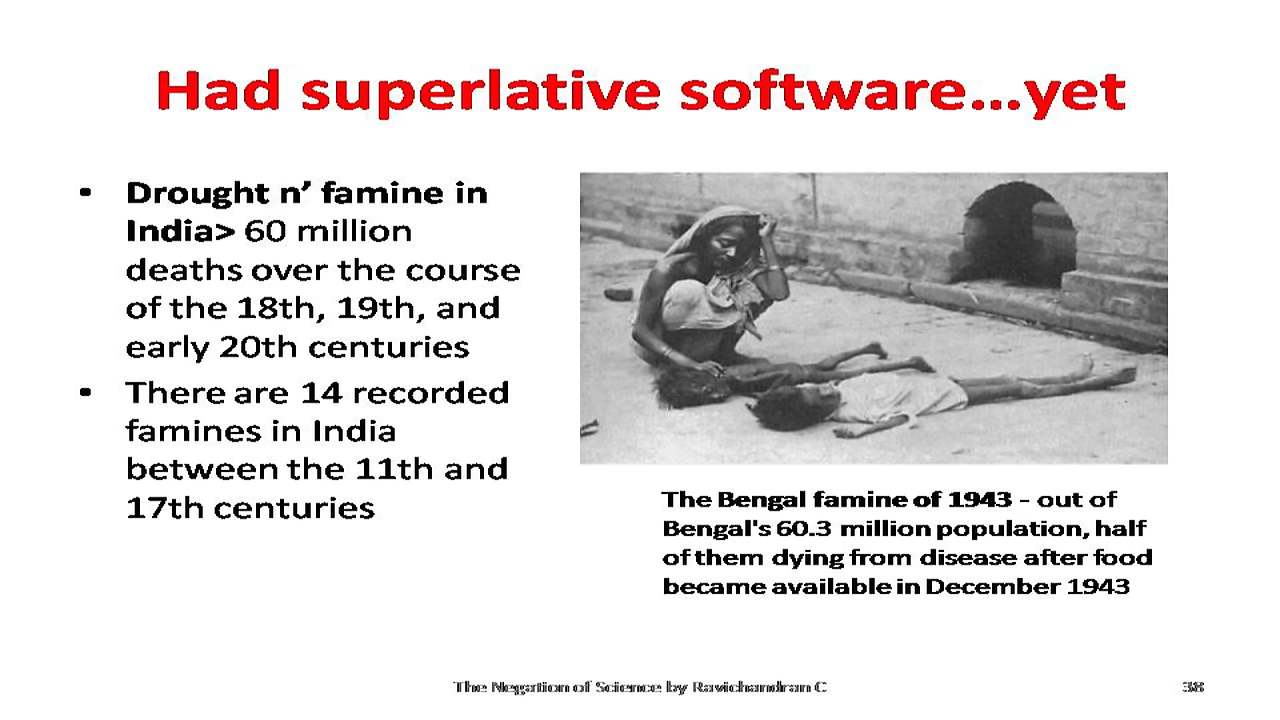 Had superlative software...yet
• Drought n’ famine in
India> 60 million
deaths over the course
of the 18th, 19th, and
early 20th centuries
• There are 14 recorded
famines in India
between the 11th and
17th centuries
The Bengal famine of 1943 - out of
Bengal's 60.3 million population, half
of them dying from disease after food
became available in December 1943
The Negation of Science by Ravichandran C
38